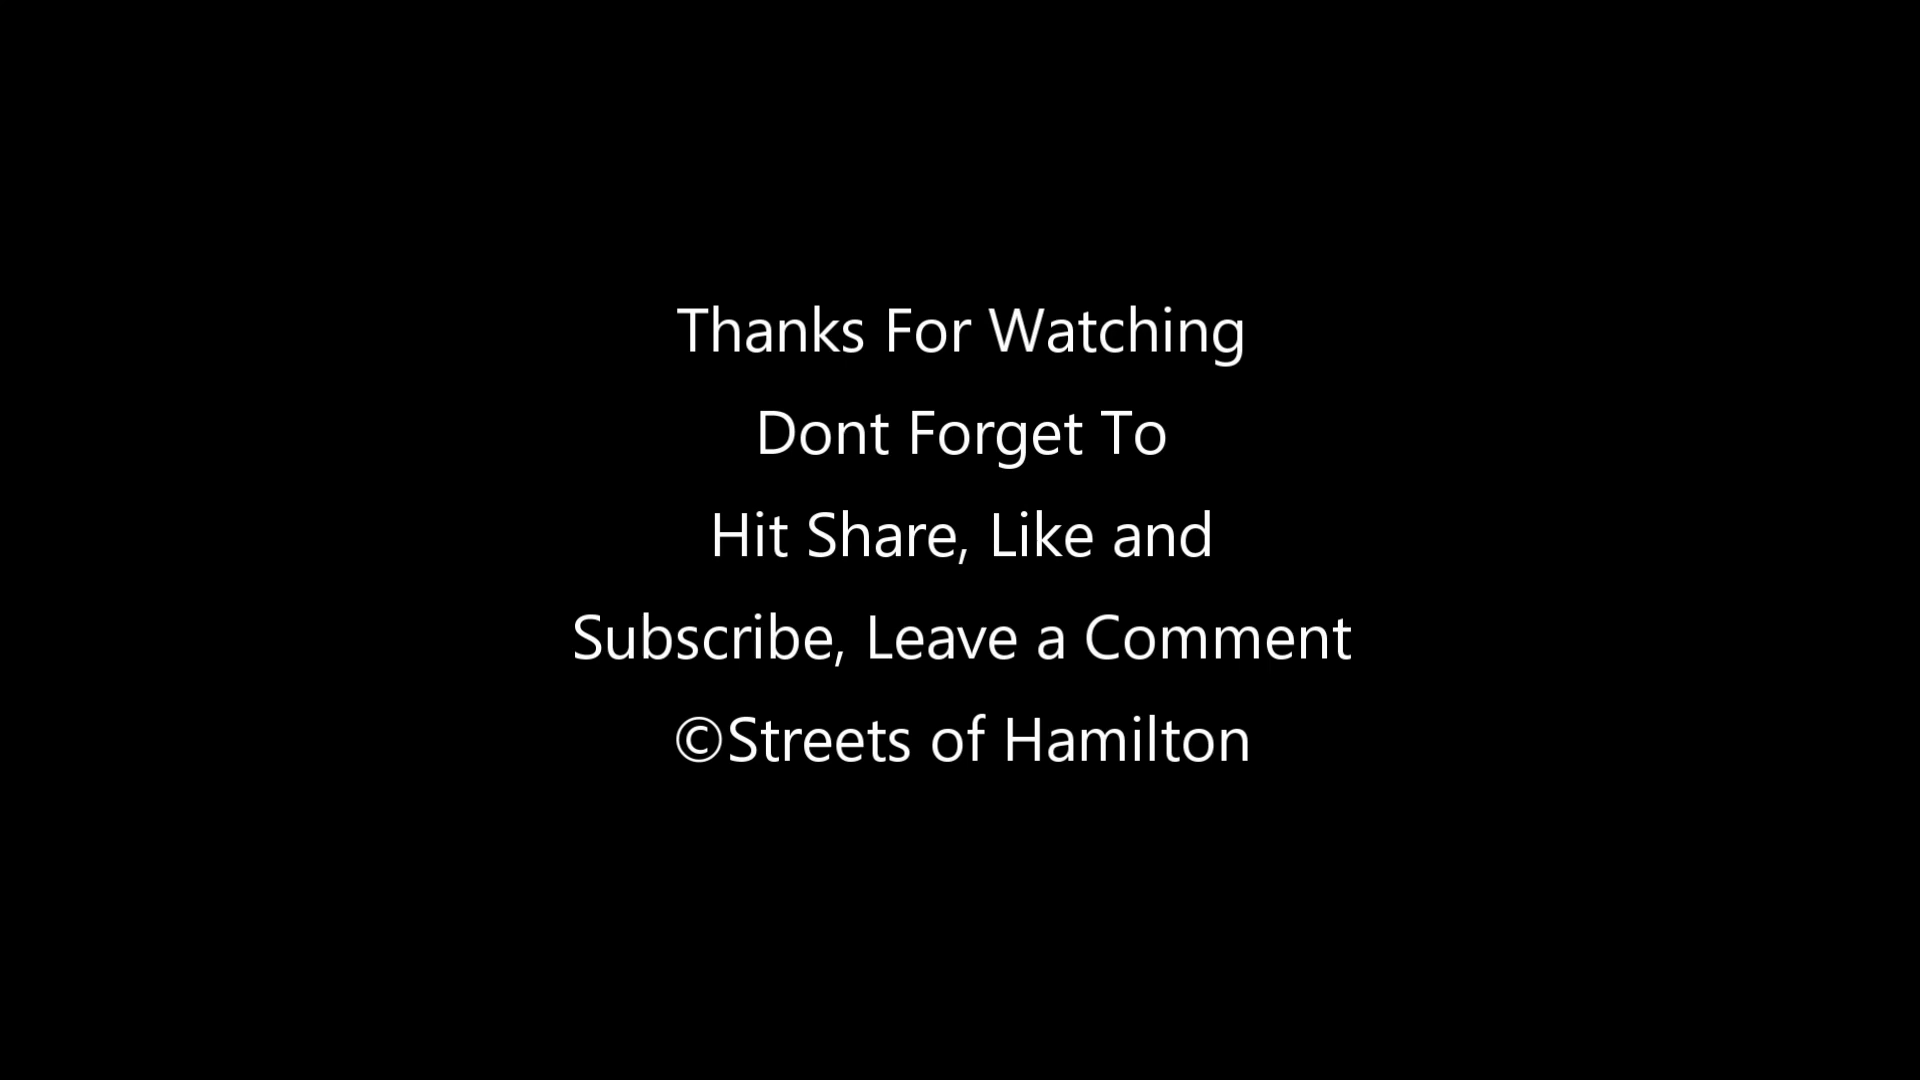 Thanks For Watching
Dont Forget To
Hit Share, Like and
Subscribe, Leave a Comment
©Streets of Hamilton